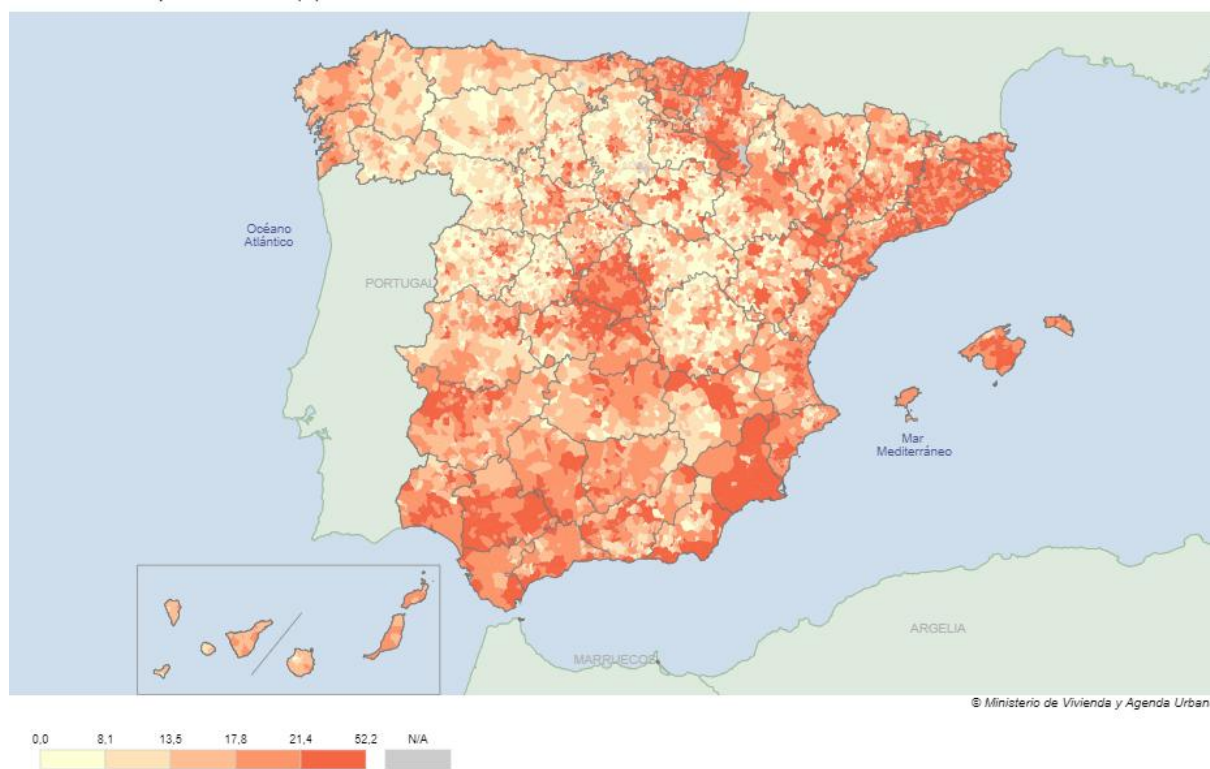 Océano
Atlántico
PORTUGAL
Mar
Mediterráneo
ARGELIA
MARRUECOS
© Ministerio de Vivienda y Agenda Urban
0,0 8,1 13,5 17,8 21,4 52,2 N/A